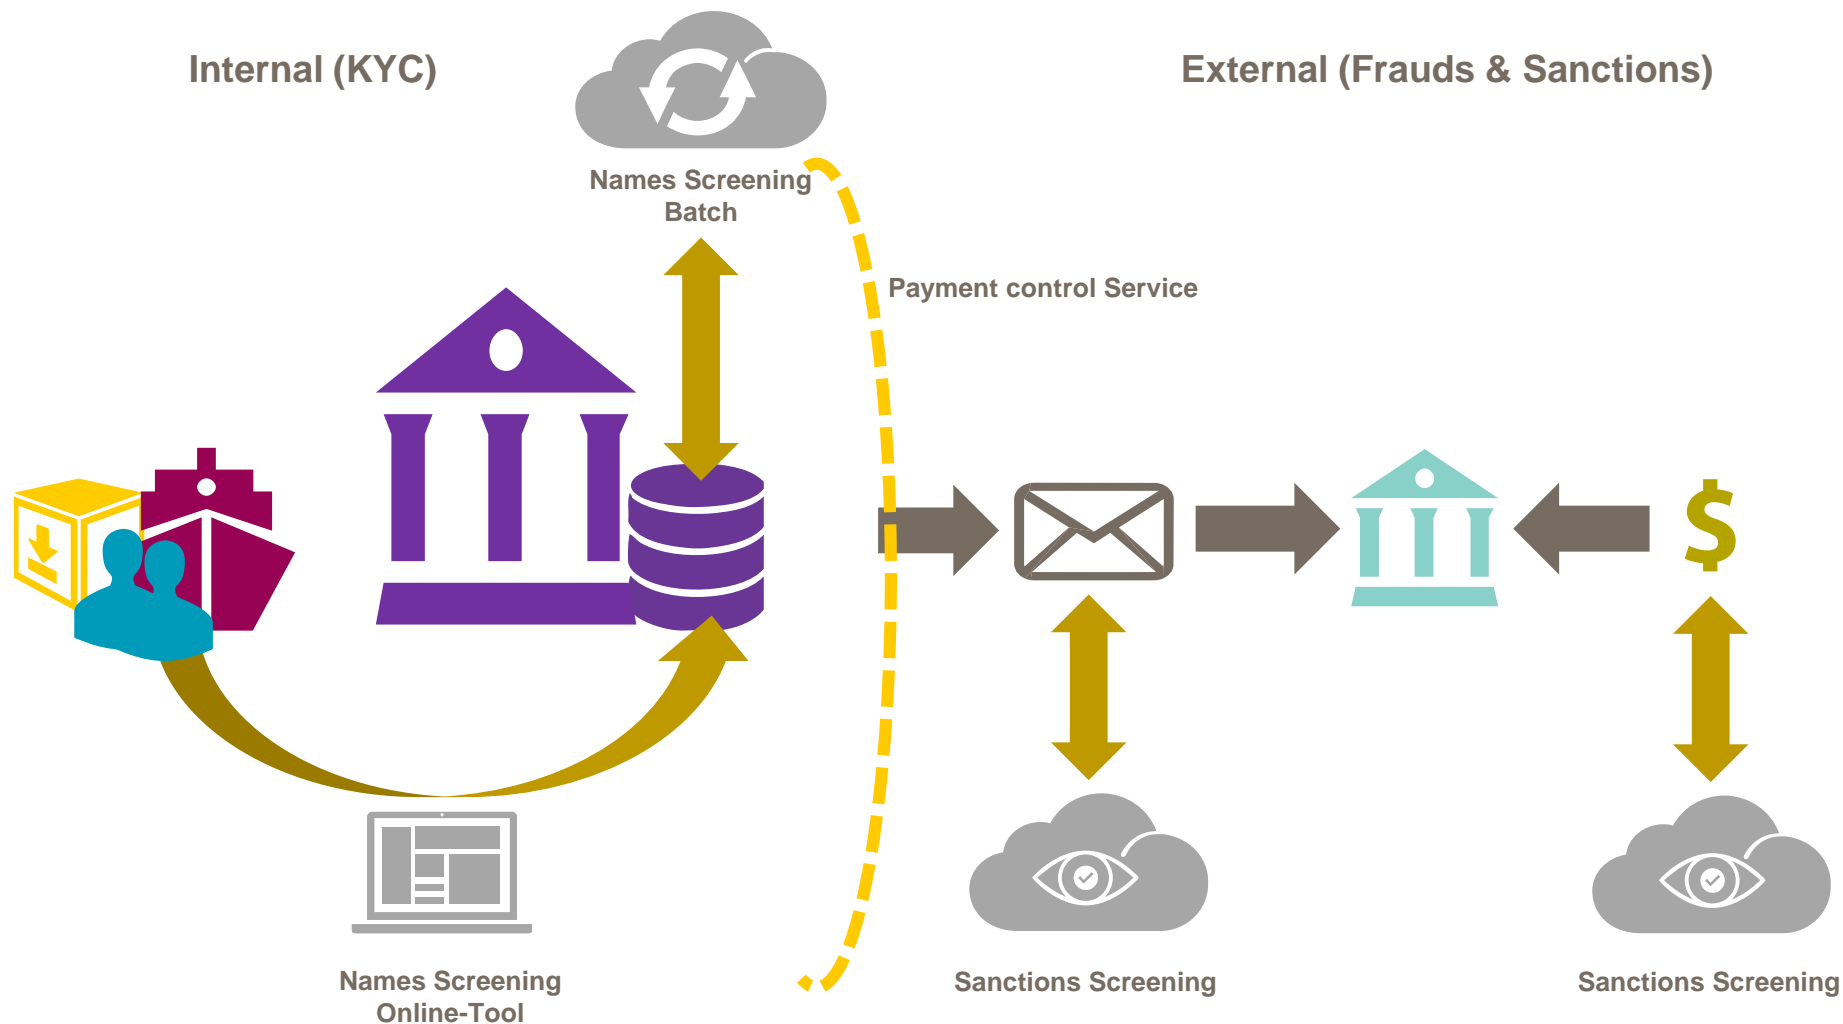 Internal (KYC)
External (Frauds & Sanctions)
Names Screening
Batch
Payment control Service
$
Names Screening
Online-Tool
Sanctions Screening
Sanctions Screening